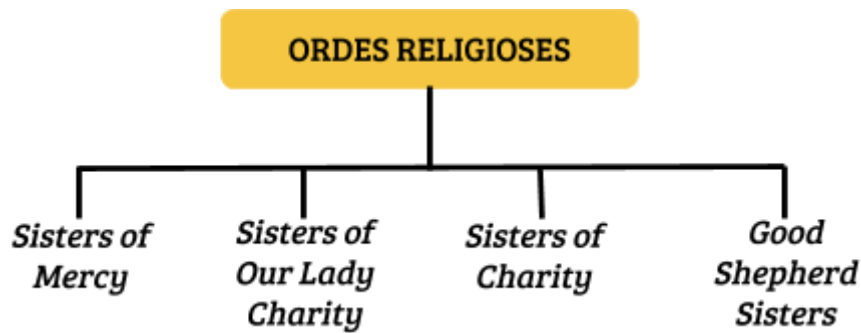 ORDES RELIGIOSES
Sisters of
Mercy
Sisters of
Our Lady
Charity
Sisters of
Charity
Good
Shepherd
Sisters